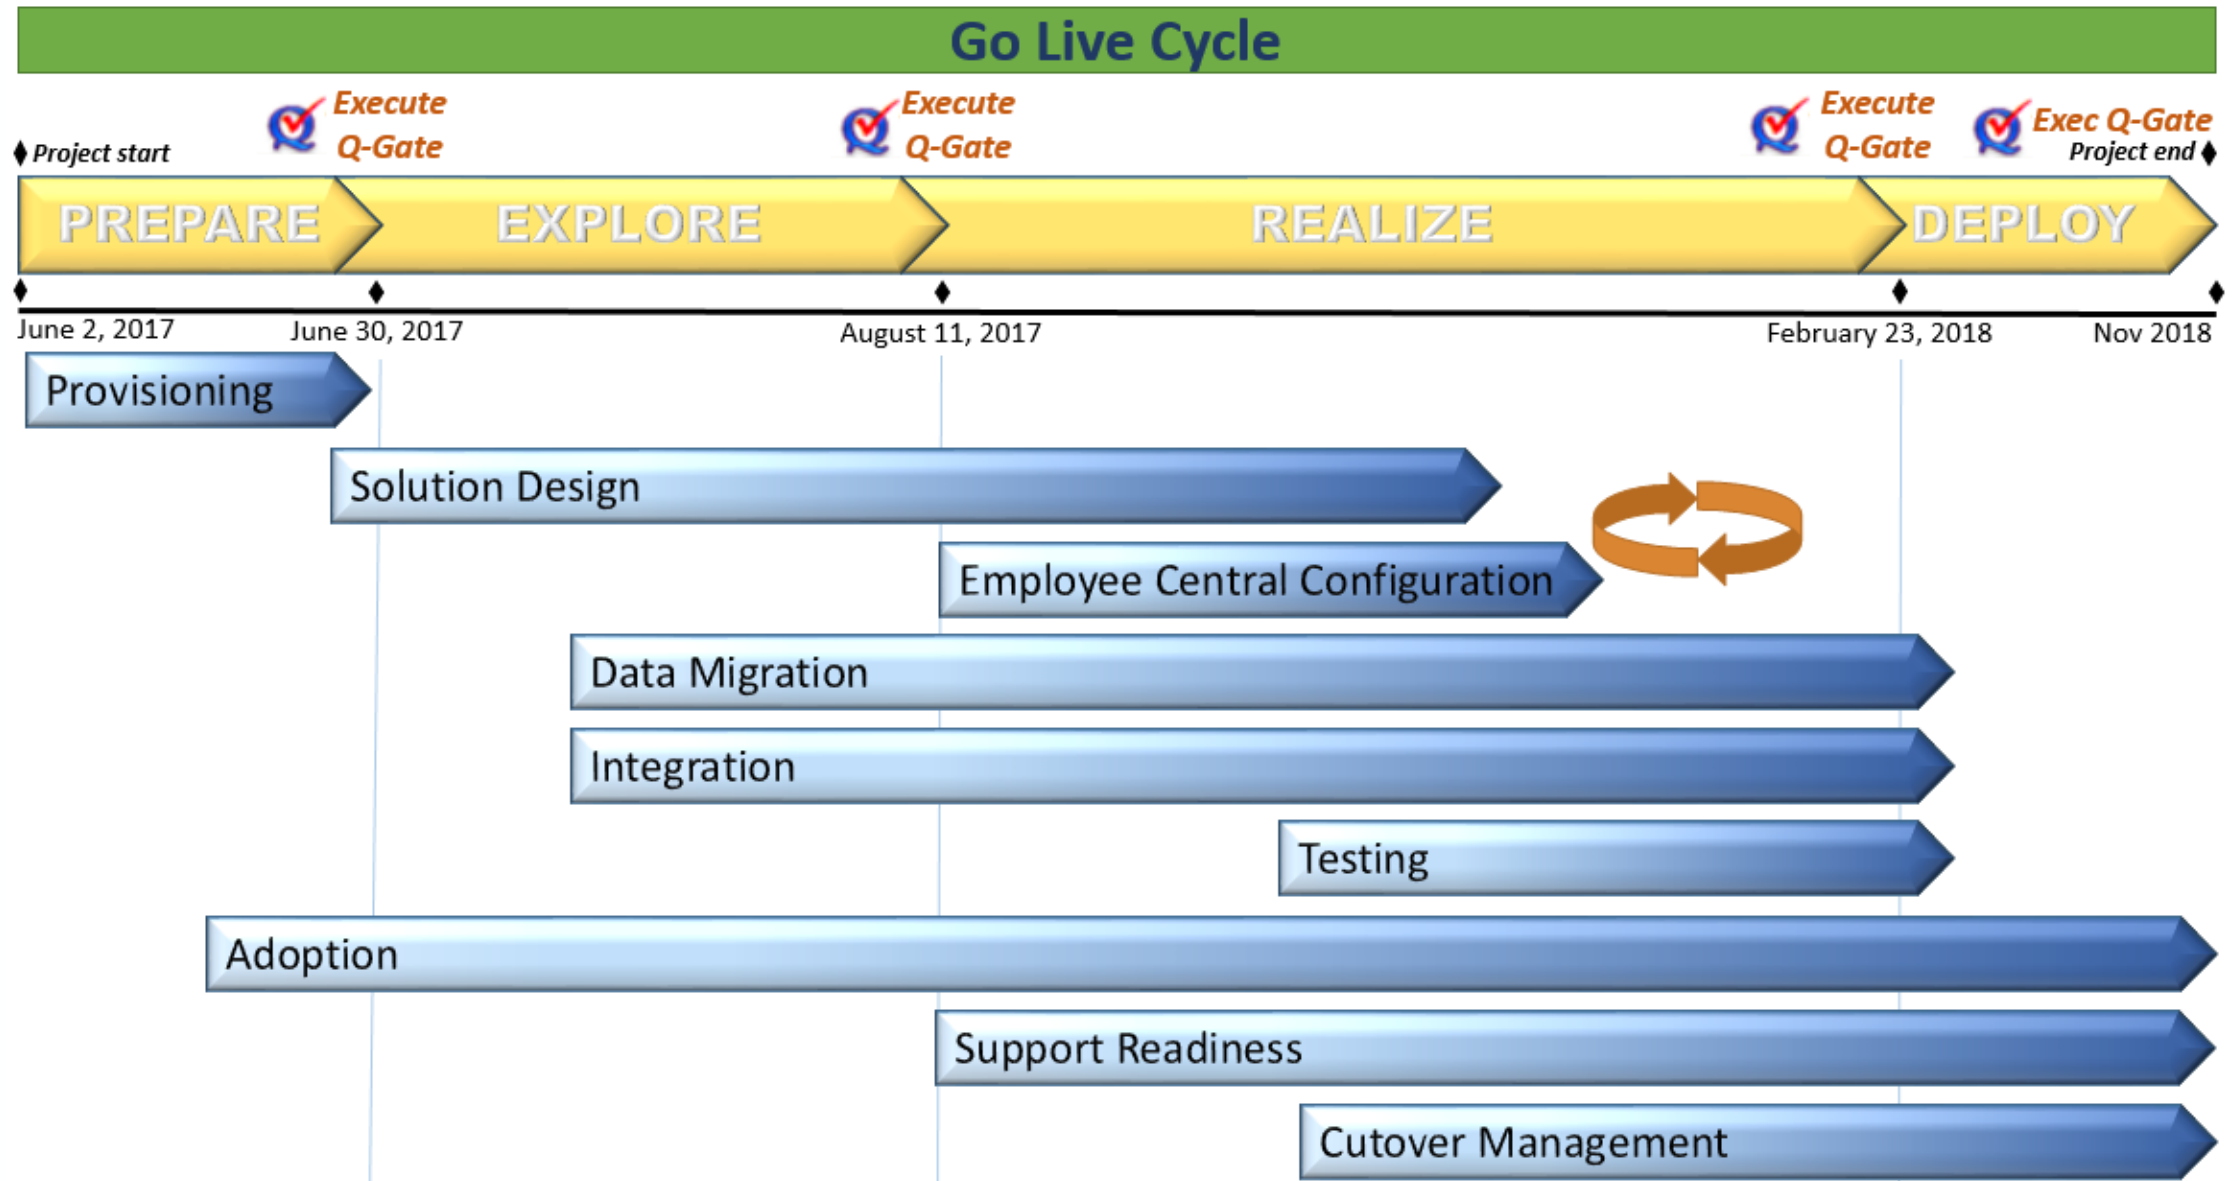 Go Live Cycle
Execute
Q-Gate
Execute
Q-Gate
Execute
Q-Gate
Exec Q-Gate
Project start
Project end
PREPARE
EXPLORE
REALIZE
DEPLOY
June 2, 2017
June 30, 2017
August 11, 2017
February 23, 2018
Nov 2018
Provisioning
Solution Design
Employee Central Configuration
Data Migration
Integration
Testing
Adoption
Support Readiness
Cutover Management